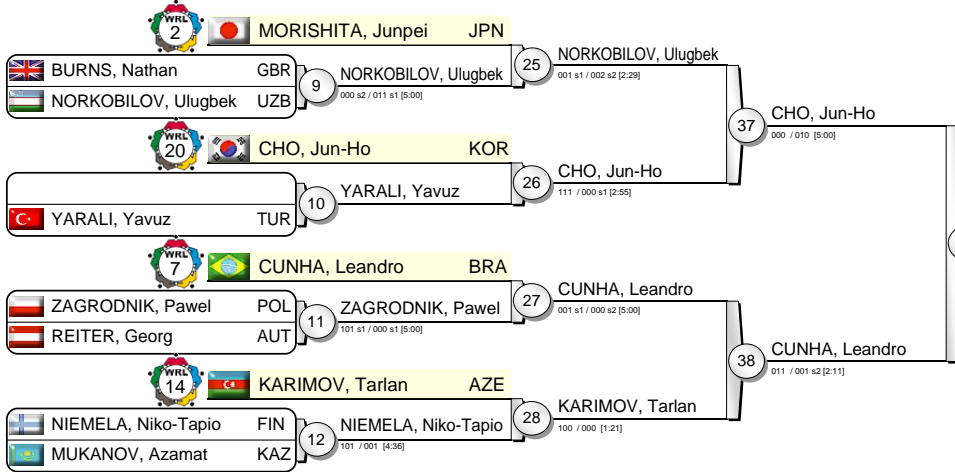 WRL
2
MORISHITA, Junpei JPN
BURNS, Nathan GBR
NORKOBILOV, Ulugbek UZB
9
NORKOBILOV, Ulugbek
000 s2 / 011 s1 [5:00]
25
NORKOBILOV, Ulugbek
001 s1 / 002 s2 [2:29]
WRL
20
CHO, Jun-Ho KOR
YARALI, Yavuz TUR
10
YARALI, Yavuz
26
CHO, Jun-Ho
111 / 000 s1 [2:55]
37
CHO, Jun-Ho
000 / 010 [5:00]
WRL
7
CUNHA, Leandro BRA
ZAGRODNIK, Pawel POL
REITER, Georg AUT
11
ZAGRODNIK, Pawel
101 s1 / 000 s1 [5:00]
27
CUNHA, Leandro
001 s1 / 000 s2 [5:00]
WRL
14
KARIMOV, Tarlan AZE
NIEMELA, Niko-Tapio FIN
MUKANOV, Azamat KAZ
12
NIEMELA, Niko-Tapio
101 / 001 [4:36]
28
KARIMOV, Tarlan
100 / 000 [1:21]
38
CUNHA, Leandro
011 / 001 s2 [2:11]